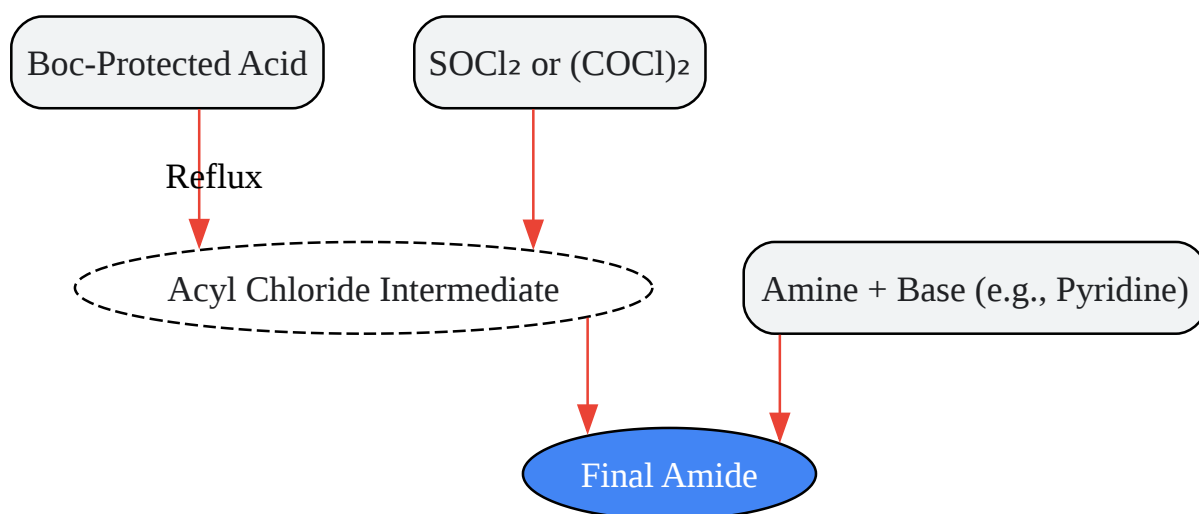 Boc-Protected Acid
SOCl₂ or (COCl)₂
Reflux
Acyl Chloride Intermediate
Amine + Base (e.g., Pyridine)
Final Amide